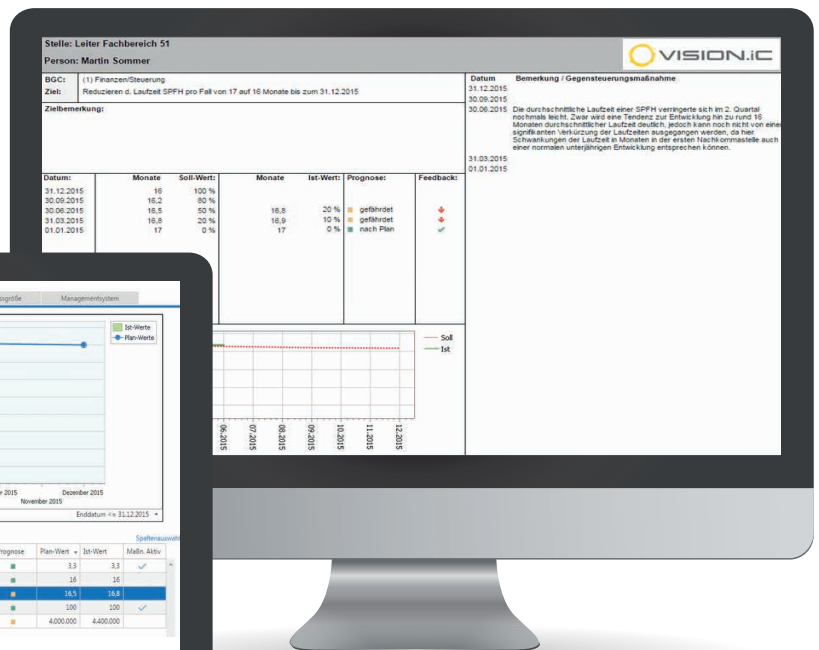 Stelle: Leiter Fachbereich 51
Person: Martin Sommer
VISION.iC
BGC: (1) Finanzen/Steuerung
Ziel: Reduzieren d. Laufzeit SPFH pro Fall von 17 auf 16 Monate bis zum 31.12.2015
Zielbemerkung:
Datum Bemerkung / Gegensteuerungsmaßnahme
31.12.2015
30.09.2015
30.06.2015 Die durchschnittliche Laufzeit einer SPFH verringerte sich im 2. Quartal
nochmals leicht. Zwar wird eine Tendenz zur Entwicklung hin zu rund 16
Monaten durchschnittlicher Laufzeit deutlich, jedoch kann noch nicht von einer
signifikanten Verkürzung der Laufzeiten ausgegangen werden, da hier
Schwankungen der Laufzeit in Monaten in der ersten Nachkommastelle auch
einer normalen unterjährigen Entwicklung entsprechen können.
31.03.2015
01.01.2015
Datum: Monate Soll-Wert: Monate Ist-Wert: Prognose: Feedback:
31.12.2015 16 100 %
30.09.2015 16,2 80 %
30.06.2015 16,5 50 % 16,8 20 % gefährdet
31.03.2015 16,8 20 % 16,9 10 % gefährdet
01.01.2015 17 0 % 17 0 % nach Plan
Soll
Ist
06.2015
07.2015
08.2015
09.2015
10.2015
11.2015
12.2015
ssgröße Managementsystem
Ist-Werte
Plan-Werte
r 2015 Dezember 2015
November 2015
Enddatum <= 31.12.2015
Spaltenauswahl
Prognose Plan-Wert Ist-Wert Maßn. Aktiv
3,3 3,3
16 16
16,5 16,8
100 100
4.000.000 4.400.000